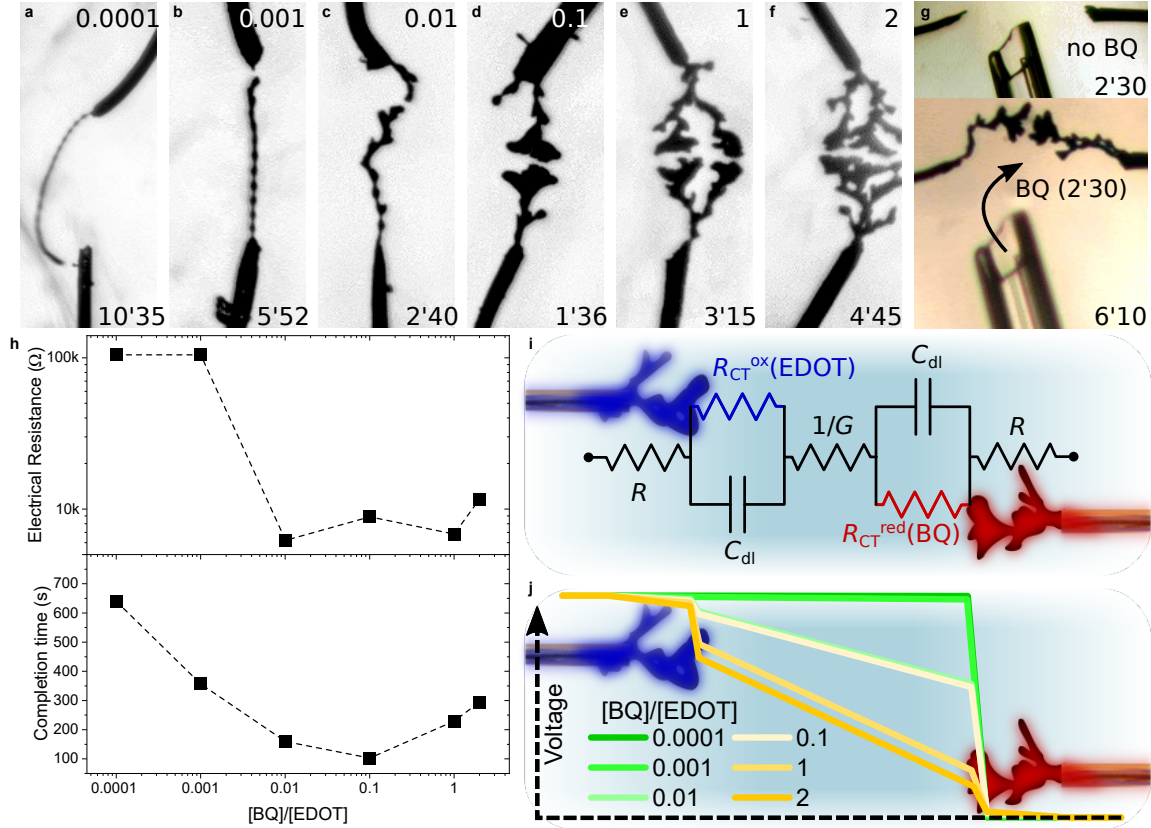 a 0.0001
10'35
b 0.001
5'52
c 0.01
2'40
d 0.1
1'36
e 1
3'15
f 2
4'45
g
no BQ
2'30
BQ (2'30)
6'10
h
Electrical Resistance (Ω)
100k
10k
Completion time (s)
700
600
500
400
300
200
100
0.0001 0.001 0.01 0.1 1
[BQ]/[EDOT]
i
R_CT^ox(EDOT)
C_dl
1/G
R
R
C_dl
R_CT^red(BQ)
j
Voltage
[BQ]/[EDOT]
0.0001 0.1
0.001 1
0.01 2